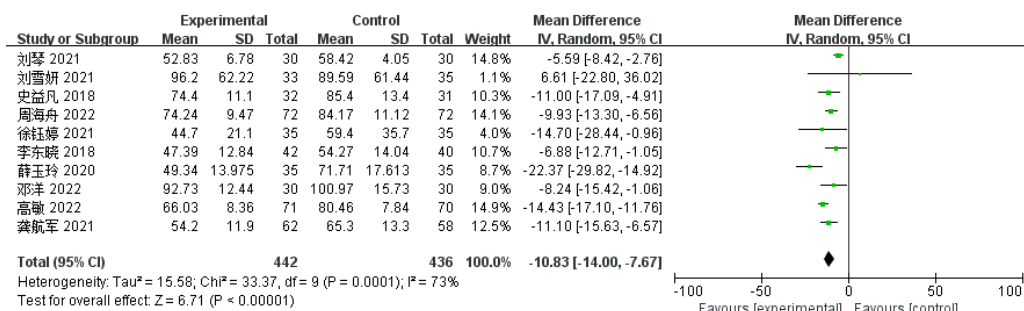 Experimental Control Mean Difference Mean Difference
Study or Subgroup Mean SD Total Mean SD Total Weight IV, Random, 95% CI IV, Random, 95% CI
刘琴 2021 52.83 6.78 30 58.42 4.05 30 14.8% -5.59 [-8.42, -2.76]
刘雪妍 2021 96.2 62.22 33 89.59 61.44 35 1.1% 6.61 [-22.80, 36.02]
史益凡 2018 74.4 11.1 32 85.4 13.4 31 10.3% -11.00 [-17.09, -4.91]
周海舟 2022 74.24 9.47 72 84.17 11.12 72 14.1% -9.93 [-13.30, -6.56]
徐钰婷 2021 44.7 21.1 35 59.4 35.7 35 4.0% -14.70 [-28.44, -0.96]
李东晓 2018 47.39 12.84 42 54.27 14.04 40 10.7% -6.88 [-12.71, -1.05]
薛玉玲 2020 49.34 13.975 35 71.71 17.613 35 8.7% -22.37 [-29.82, -14.92]
邓洋 2022 92.73 12.44 30 100.97 15.73 30 9.0% -8.24 [-15.42, -1.06]
高敏 2022 66.03 8.36 71 80.46 7.84 70 14.9% -14.43 [-17.10, -11.76]
龚航军 2021 54.2 11.9 62 65.3 13.3 58 12.5% -11.10 [-15.63, -6.57]
Total (95% CI) 442 436 100.0% -10.83 [-14.00, -7.67]
Heterogeneity: Tau² = 15.58; Chi² = 33.37, df = 9 (P = 0.0001); I² = 73%
Test for overall effect: Z = 6.71 (P < 0.00001)
-100 -50 0 50 100
Favours [experimental] Favours [control]